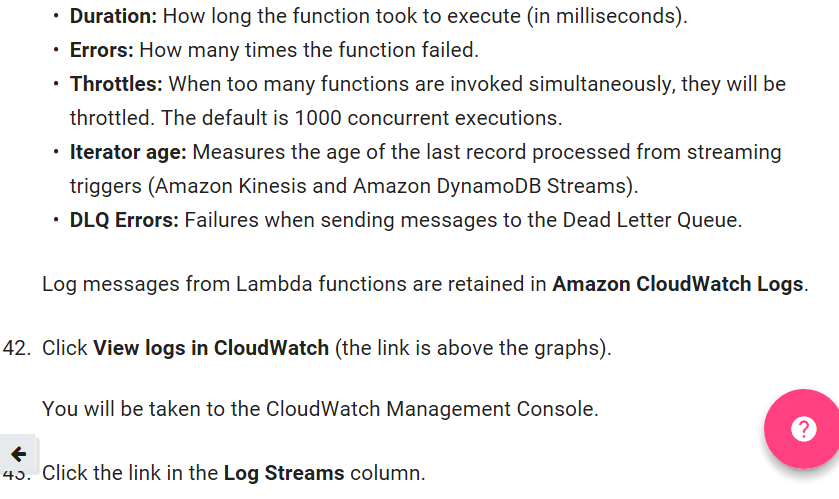 • Duration: How long the function took to execute (in milliseconds).
• Errors: How many times the function failed.
• Throttles: When too many functions are invoked simultaneously, they will be
throttled. The default is 1000 concurrent executions.
• Iterator age: Measures the age of the last record processed from streaming
triggers (Amazon Kinesis and Amazon DynamoDB Streams).
• DLQ Errors: Failures when sending messages to the Dead Letter Queue.
Log messages from Lambda functions are retained in Amazon CloudWatch Logs.
42. Click View logs in CloudWatch (the link is above the graphs).
You will be taken to the CloudWatch Management Console.
43. Click the link in the Log Streams column.
?